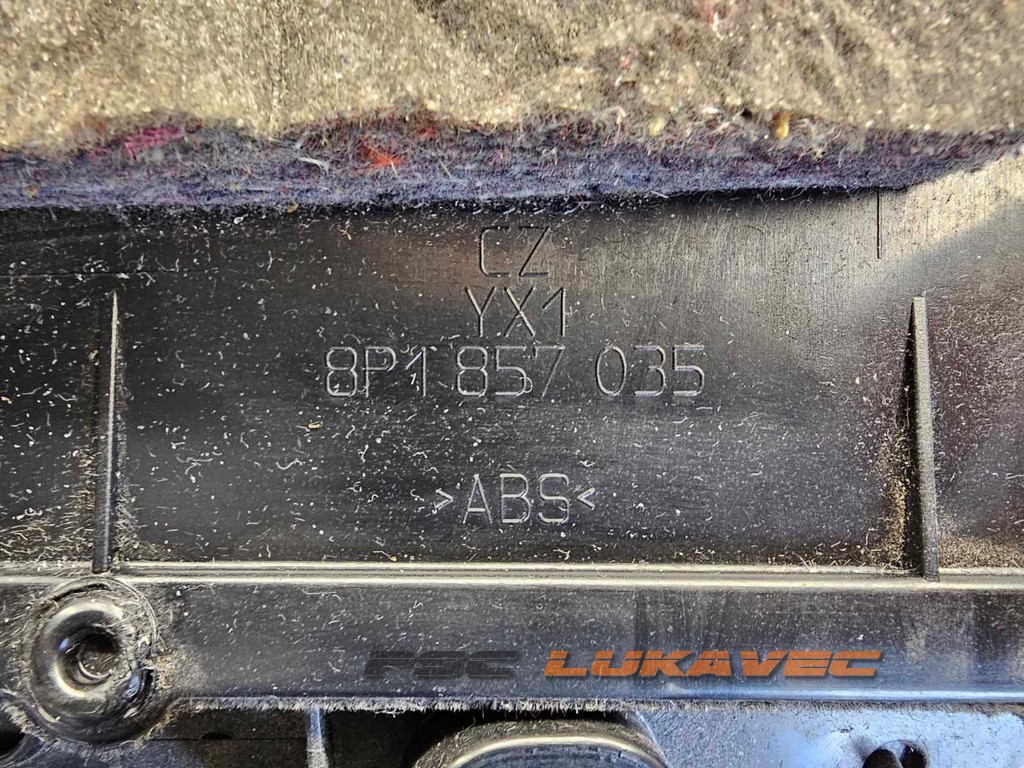 CZ
YX1
8P1 857 035
>ABS<
PSC LUKAVEC